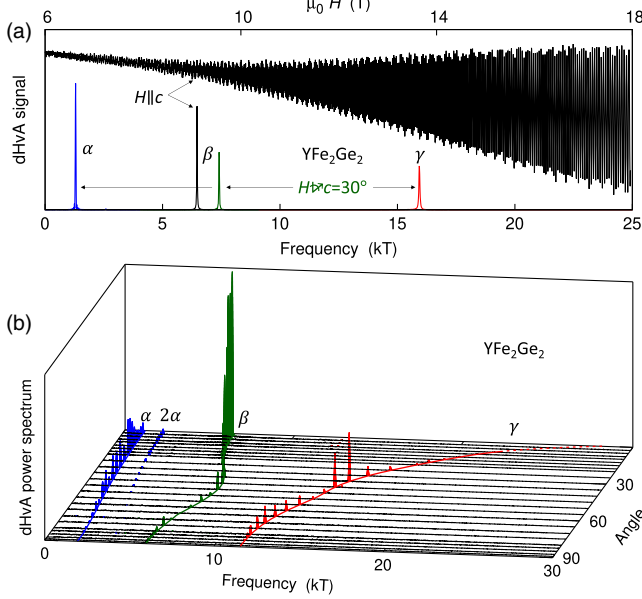 6 10 14 18
μ₀ H (T)
(a)
dHvA signal
H∥c
α
β
YFe₂Ge₂
γ
H∦c=30°
0 5 10 15 20 25
Frequency (kT)
(b)
YFe₂Ge₂
dHvA power spectrum
α 2α β γ
30
60
90
Angle
0 10 20 30
Frequency (kT)